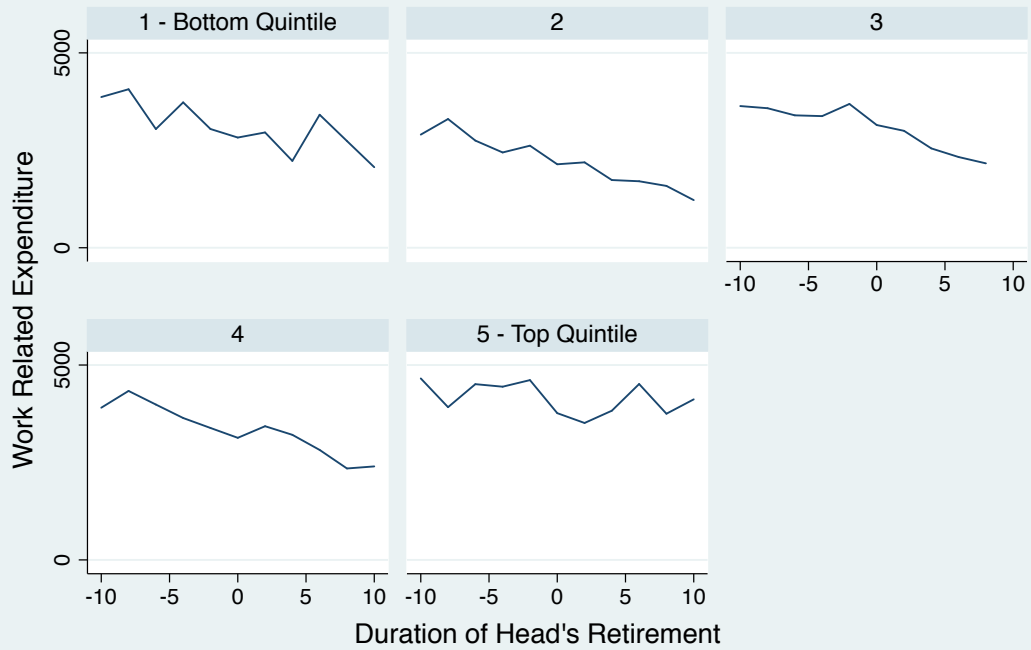 1 - Bottom Quintile
2
3
5000
0
-10 -5 0 5 10
4
5 - Top Quintile
5000
0
-10 -5 0 5 10
-10 -5 0 5 10
Work Related Expenditure
Duration of Head's Retirement